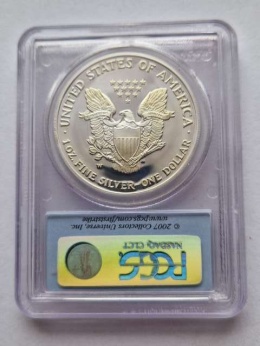 UNITED STATES OF AMERICA
1 OZ. FINE SILVER~ONE DOLLAR
© 2007 Collectors Universe, Inc.
www.pcgs.com/firststrike
NASDAQ: CLCT
PCGS